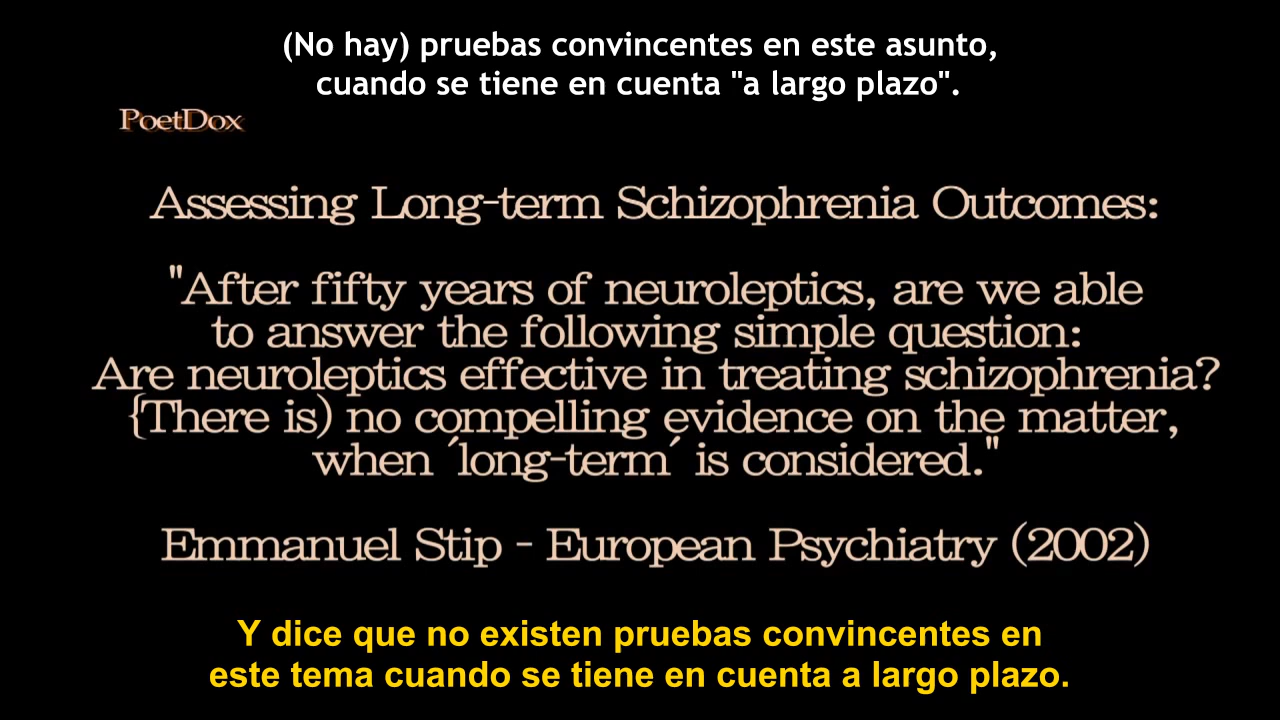 (No hay) pruebas convincentes en este asunto,
cuando se tiene en cuenta "a largo plazo".
PoetDox
Assessing Long-term Schizophrenia Outcomes:
"After fifty years of neuroleptics, are we able
to answer the following simple question:
Are neuroleptics effective in treating schizophrenia?
{There is) no compelling evidence on the matter,
when ´long-term´ is considered."
Emmanuel Stip - European Psychiatry (2002)
Y dice que no existen pruebas convincentes en
este tema cuando se tiene en cuenta a largo plazo.